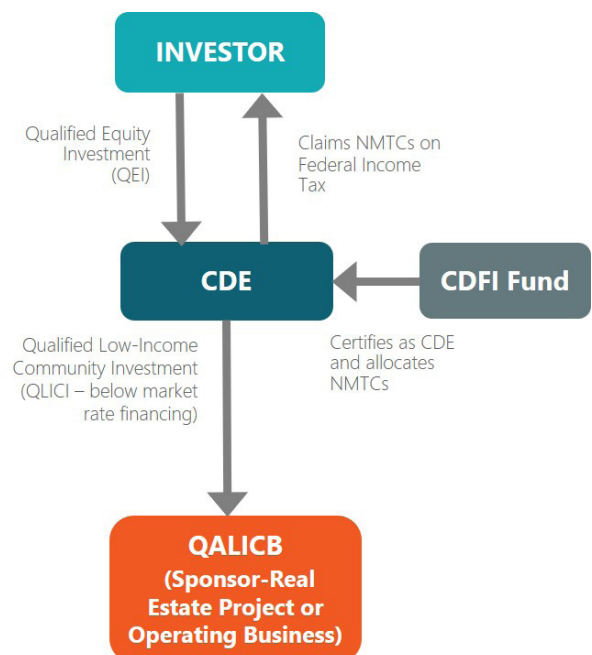 INVESTOR
Qualified Equity
Investment
(QEI)
Claims NMTCs on
Federal Income
Tax
CDE
CDFI Fund
Qualified Low-Income
Community Investment
(QLICI – below market
rate financing)
Certifies as CDE
and allocates
NMTCs
QALICB
(Sponsor-Real
Estate Project or
Operating Business)